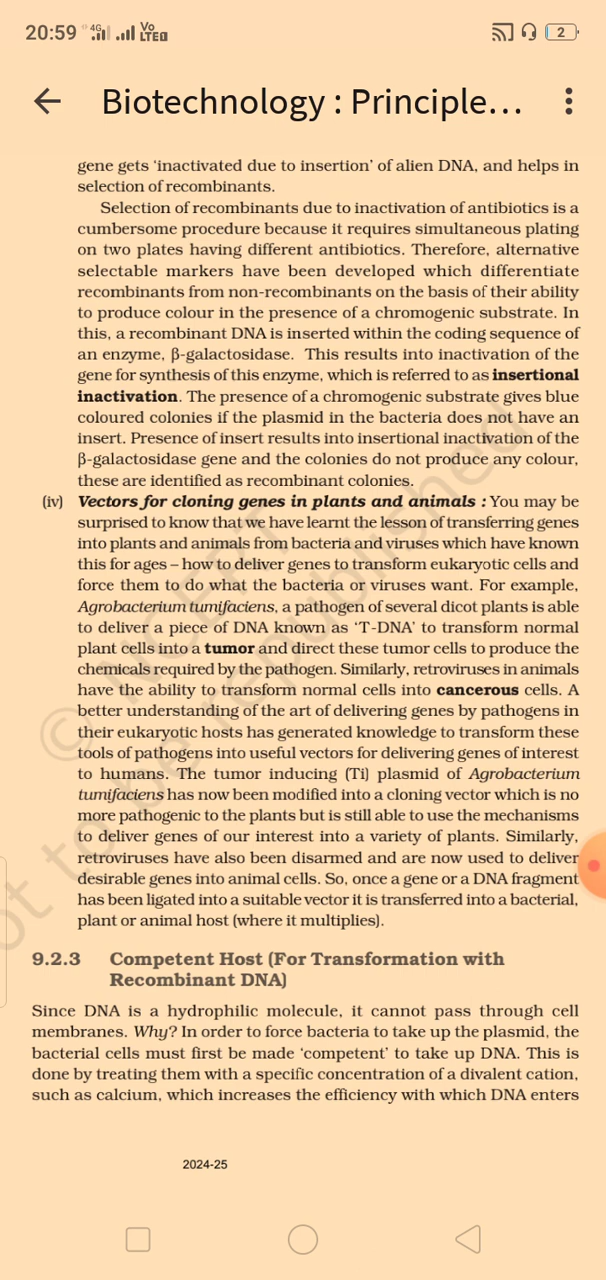 20:59 4G Vo LTE 2
Biotechnology : Principle...
gene gets ‘inactivated due to insertion’ of alien DNA, and helps in
selection of recombinants.
Selection of recombinants due to inactivation of antibiotics is a
cumbersome procedure because it requires simultaneous plating
on two plates having different antibiotics. Therefore, alternative
selectable markers have been developed which differentiate
recombinants from non-recombinants on the basis of their ability
to produce colour in the presence of a chromogenic substrate. In
this, a recombinant DNA is inserted within the coding sequence of
an enzyme, β-galactosidase. This results into inactivation of the
gene for synthesis of this enzyme, which is referred to as insertional
inactivation. The presence of a chromogenic substrate gives blue
coloured colonies if the plasmid in the bacteria does not have an
insert. Presence of insert results into insertional inactivation of the
β-galactosidase gene and the colonies do not produce any colour,
these are identified as recombinant colonies.
(iv) Vectors for cloning genes in plants and animals : You may be
surprised to know that we have learnt the lesson of transferring genes
into plants and animals from bacteria and viruses which have known
this for ages – how to deliver genes to transform eukaryotic cells and
force them to do what the bacteria or viruses want. For example,
Agrobacterium tumifaciens, a pathogen of several dicot plants is able
to deliver a piece of DNA known as ‘T-DNA’ to transform normal
plant cells into a tumor and direct these tumor cells to produce the
chemicals required by the pathogen. Similarly, retroviruses in animals
have the ability to transform normal cells into cancerous cells. A
better understanding of the art of delivering genes by pathogens in
their eukaryotic hosts has generated knowledge to transform these
tools of pathogens into useful vectors for delivering genes of interest
to humans. The tumor inducing (Ti) plasmid of Agrobacterium
tumifaciens has now been modified into a cloning vector which is no
more pathogenic to the plants but is still able to use the mechanisms
to deliver genes of our interest into a variety of plants. Similarly,
retroviruses have also been disarmed and are now used to deliver
desirable genes into animal cells. So, once a gene or a DNA fragment
has been ligated into a suitable vector it is transferred into a bacterial,
plant or animal host (where it multiplies).
9.2.3 Competent Host (For Transformation with
Recombinant DNA)
Since DNA is a hydrophilic molecule, it cannot pass through cell
membranes. Why? In order to force bacteria to take up the plasmid, the
bacterial cells must first be made ‘competent’ to take up DNA. This is
done by treating them with a specific concentration of a divalent cation,
such as calcium, which increases the efficiency with which DNA enters
2024-25
© NCERT
not to be republished